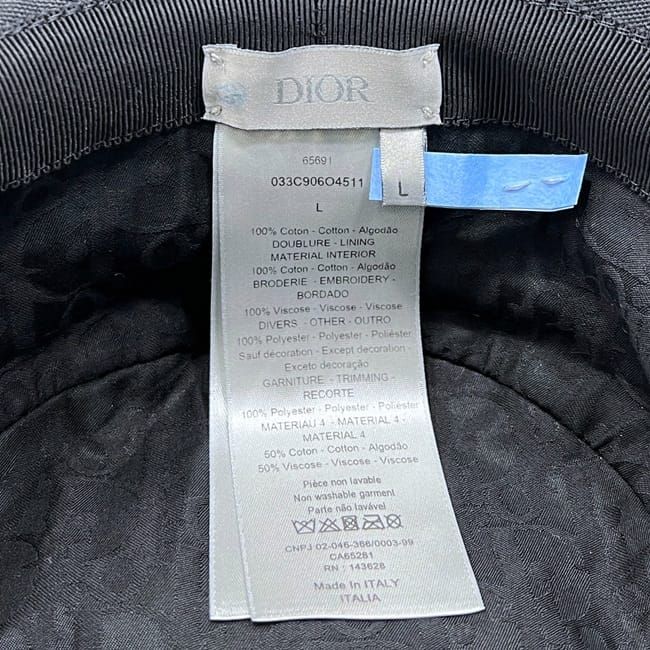 DIOR
L
65691
033C906O4511
L
100% Coton - Cotton - Algodão
DOUBLURE - LINING
MATERIAL INTERIOR
100% Coton - Cotton - Algodão
BRODERIE - EMBROIDERY -
BORDADO
100% Viscose - Viscose - Viscose
DIVERS - OTHER - OUTRO
100% Polyester - Polyester - Poliéster
Sauf décoration - Except decoration -
Exceto decoração
GARNITURE - TRIMMING -
RECORTE
100% Polyester - Polyester - Poliéster
MATERIAU 4 - MATERIAL 4 -
MATERIAL 4
50% Coton - Cotton - Algodão
50% Viscose - Viscose - Viscose
Pièce non lavable
Non washable garment
Parte não lavável
CNPJ 02-046-366/0003-99
CA65281
RN : 143628
Made in ITALY
ITALIA